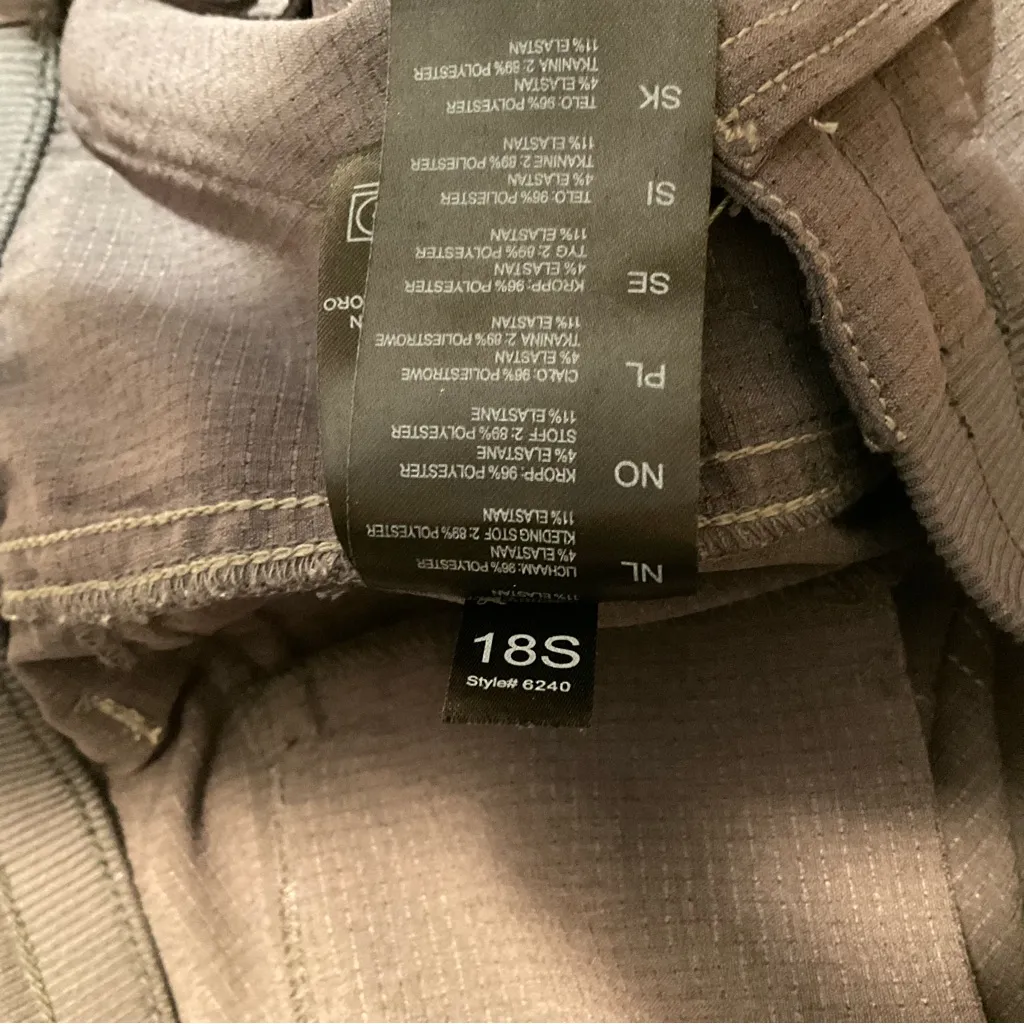 11% ELASTAN
NL LICHAAM: 96% POLYESTER
4% ELASTAAN
KLEDING STOF 2: 89% POLYESTER
11% ELASTAAN
NO KROPP: 96% POLYESTER
4% ELASTANE
STOFF 2: 89% POLYESTER
11% ELASTANE
PL CIAŁO: 96% POLIESTROWE
4% ELASTAN
TKANINA 2: 89% POLIESTROWE
11% ELASTAN
SE KROPP: 96% POLYESTER
4% ELASTAN
TYG 2: 89% POLYESTER
11% ELASTAN
SI TELO: 96% POLIESTER
4% ELASTAN
TKANINE 2: 89% POLIESTER
11% ELASTAN
SK TELO: 96% POLYESTER
4% ELASTAN
TKANINA 2: 89% POLYESTER
11% ELASTAN
18S
Style# 6240